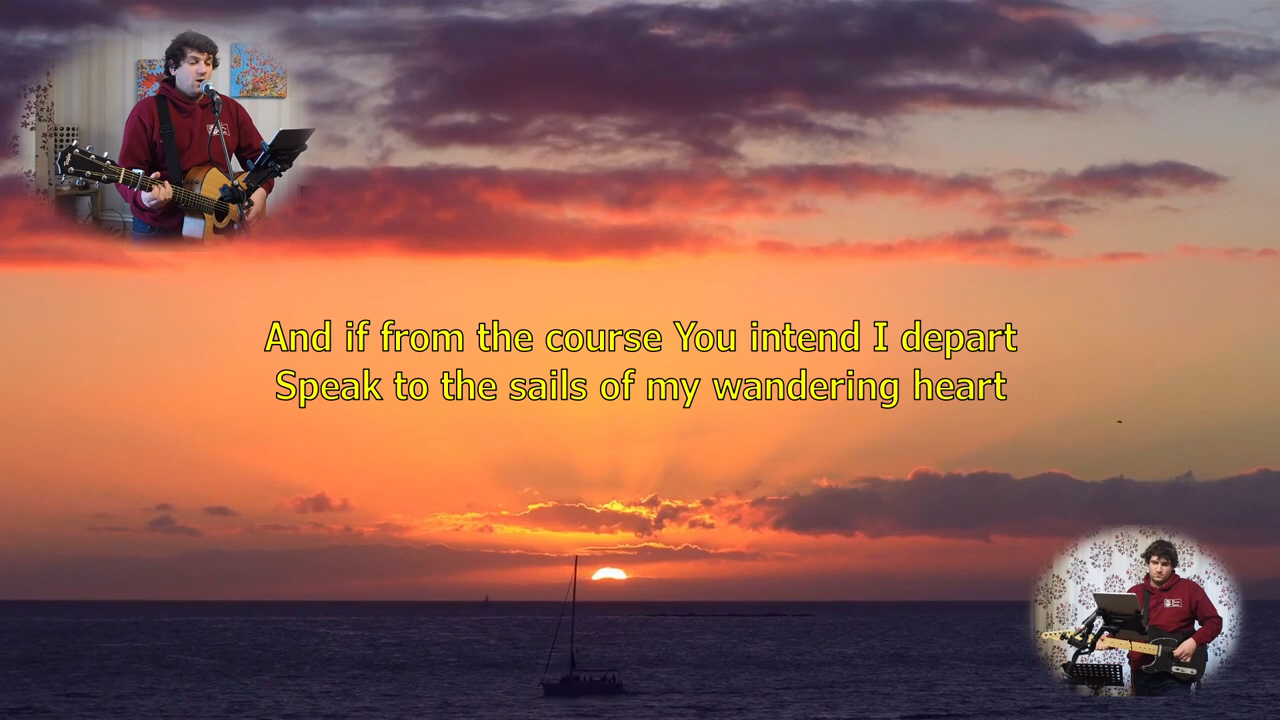 And if from the course You intend I depart
Speak to the sails of my wandering heart